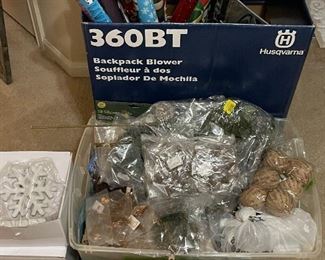 360BT
Husqvarna
Backpack Blower
Souffleur à dos
Soplador De Mochila